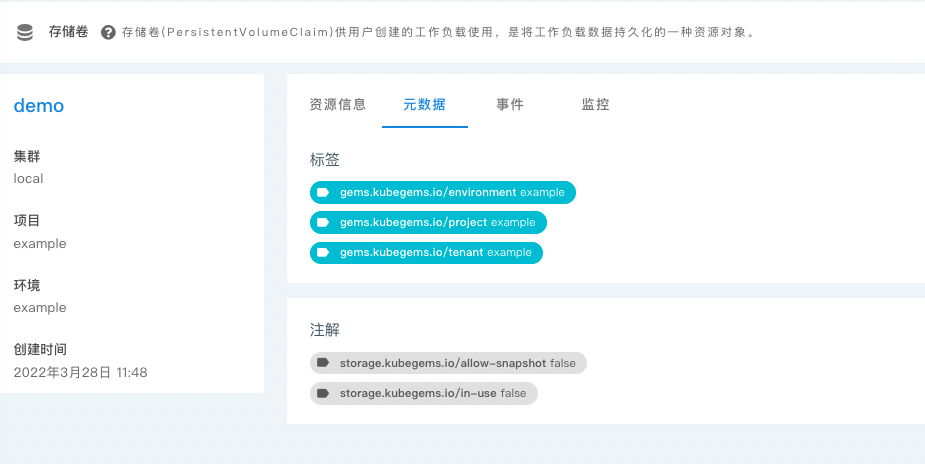 存储卷 存储卷(PersistentVolumeClaim)供用户创建的工作负载使用，是将工作负载数据持久化的一种资源对象。
demo
集群
local
项目
example
环境
example
创建时间
2022年3月28日 11:48
资源信息 元数据 事件 监控
标签
gems.kubegems.io/environment example
gems.kubegems.io/project example
gems.kubegems.io/tenant example
注解
storage.kubegems.io/allow-snapshot false
storage.kubegems.io/in-use false